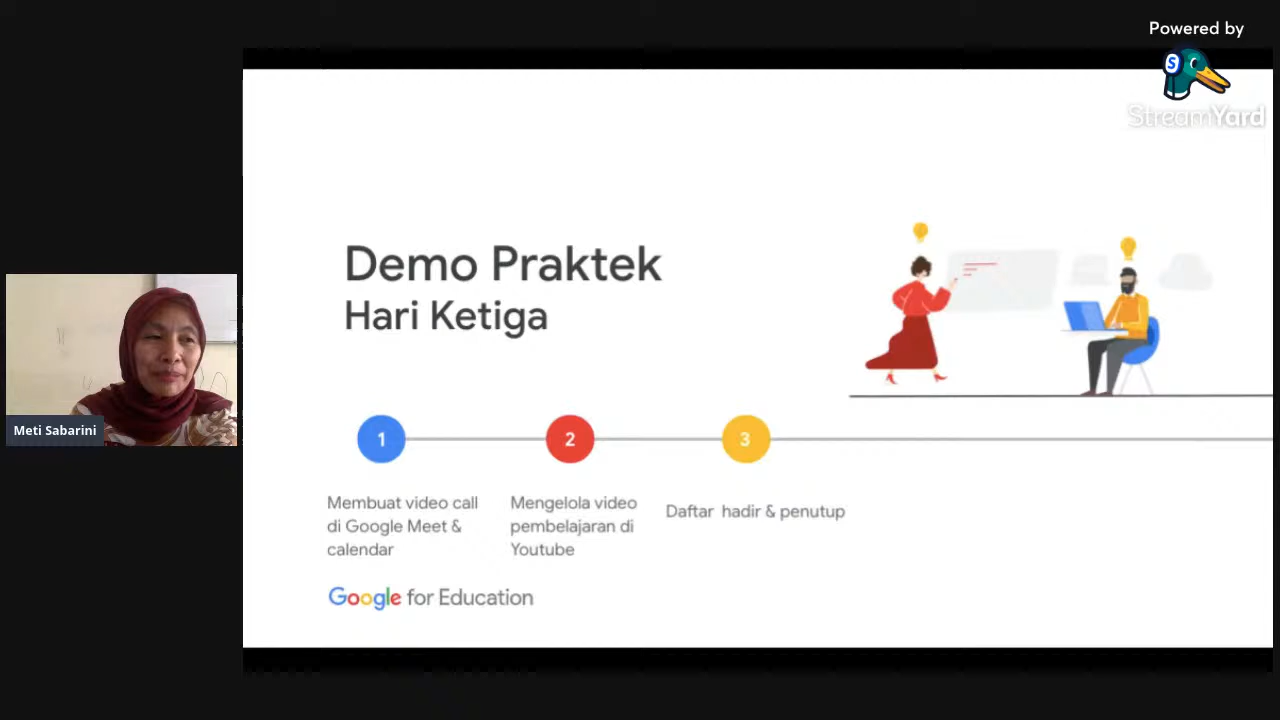 Powered by
S
StreamYard
Demo Praktek
Hari Ketiga
1
2
3
Membuat video call
di Google Meet &
calendar
Mengelola video
pembelajaran di
Youtube
Daftar hadir & penutup
Google for Education
Meti Sabarini